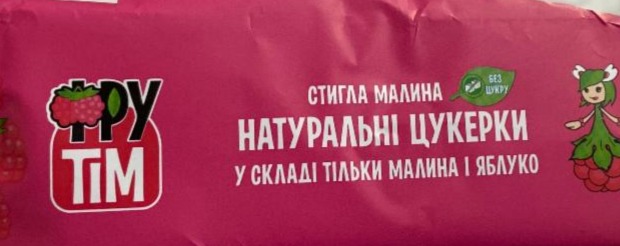 ФРУ
ТІМ
СТИГЛА МАЛИНА
БЕЗ
ЦУКРУ
НАТУРАЛЬНІ ЦУКЕРКИ
У СКЛАДІ ТІЛЬКИ МАЛИНА І ЯБЛУКО